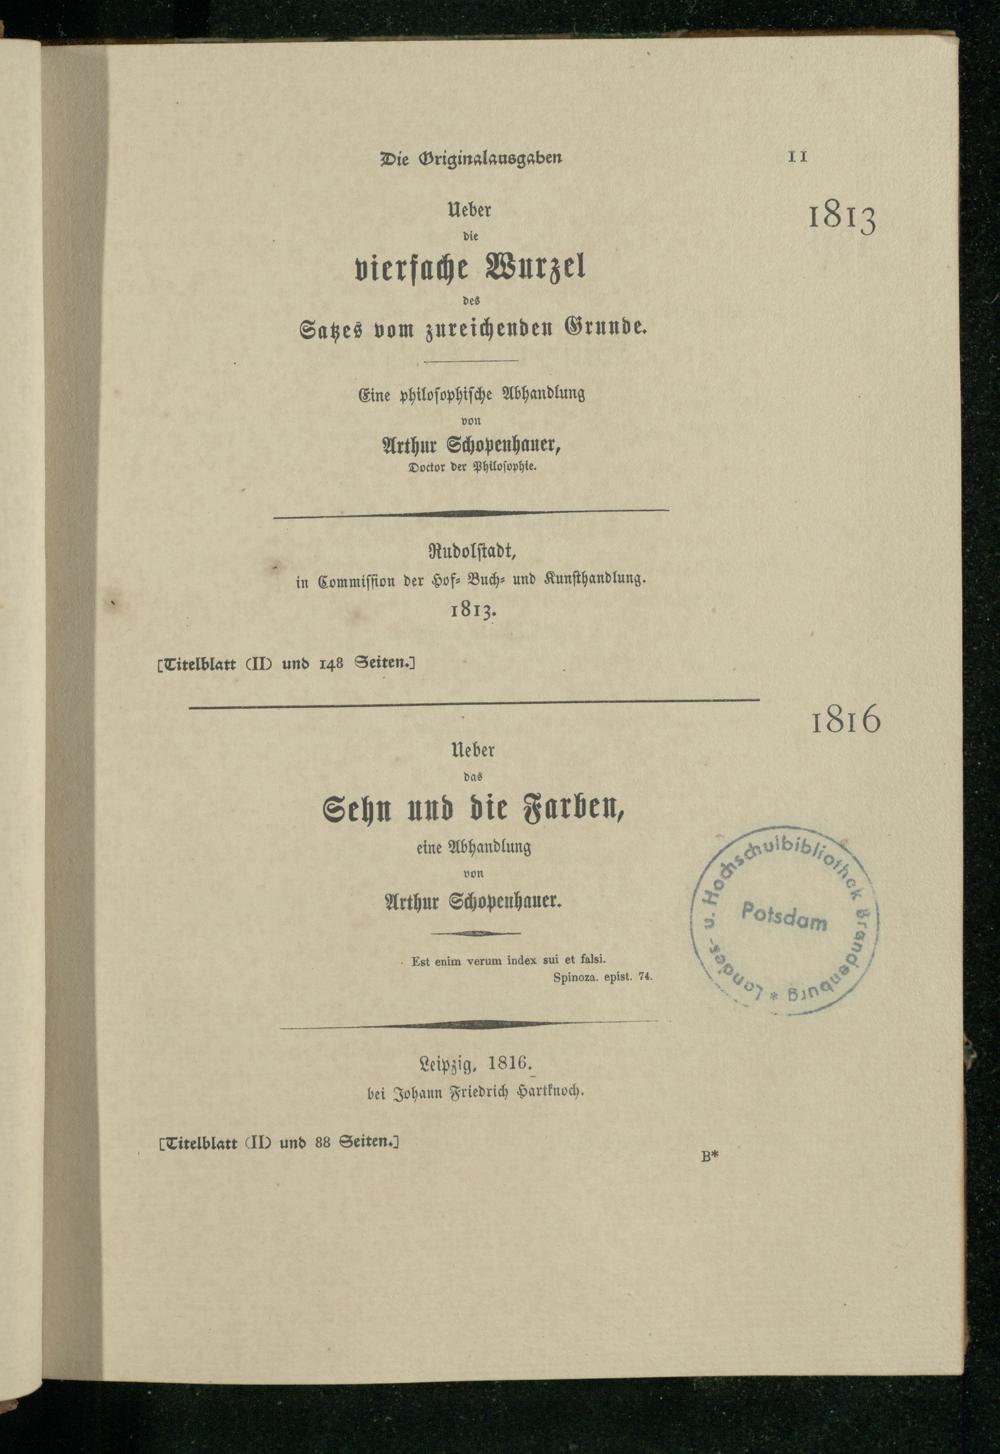 Die Originalausgaben 11
1813
Ueber
die
vierfache Wurzel
des
Satzes vom zureichenden Grunde.
Eine philosophische Abhandlung
von
Arthur Schopenhauer,
Doctor der Philosophie.
Rudolstadt,
in Commission der Hof- Buch- und Kunsthandlung.
1813.
[Titelblatt (II) und 148 Seiten.]
1816
Ueber
das
Sehn und die Farben,
eine Abhandlung
von
Arthur Schopenhauer.
Est enim verum index sui et falsi.
Spinoza. epist. 74.
Leipzig, 1816.
bei Johann Friedrich Hartknoch.
[Titelblatt (II) und 88 Seiten.]
B*
Landes- u. Hochschulbibliothek Brandenburg *
Potsdam